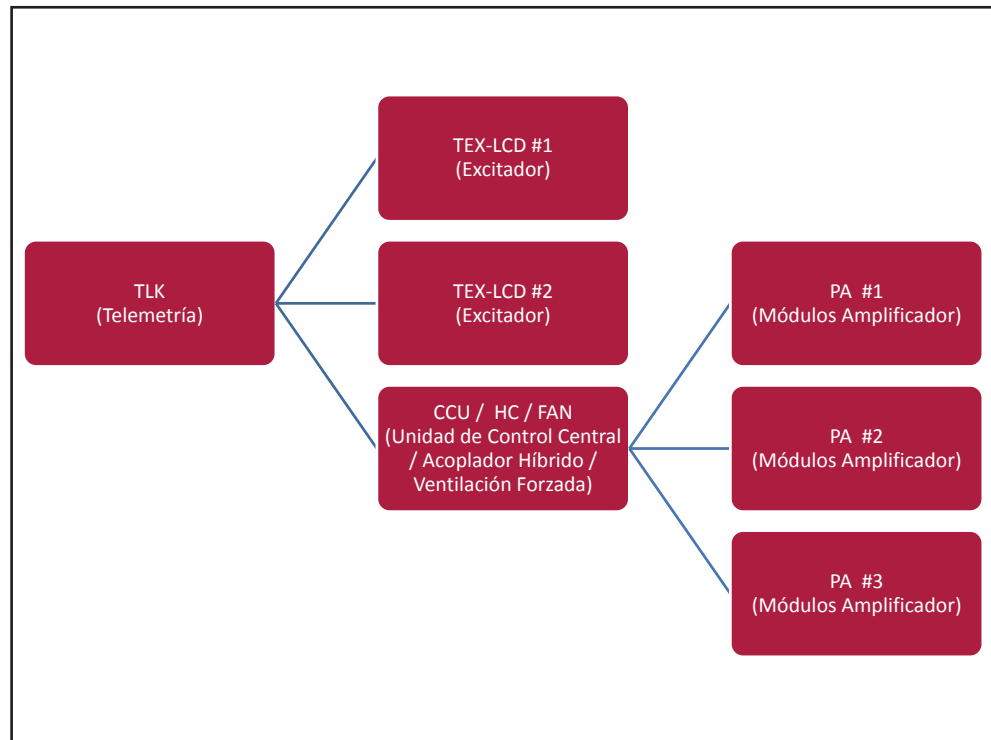 TLK
(Telemetría)
TEX-LCD #1
(Excitador)
TEX-LCD #2
(Excitador)
CCU / HC / FAN
(Unidad de Control Central
/ Acoplador Híbrido /
Ventilación Forzada)
PA #1
(Módulos Amplificador)
PA #2
(Módulos Amplificador)
PA #3
(Módulos Amplificador)